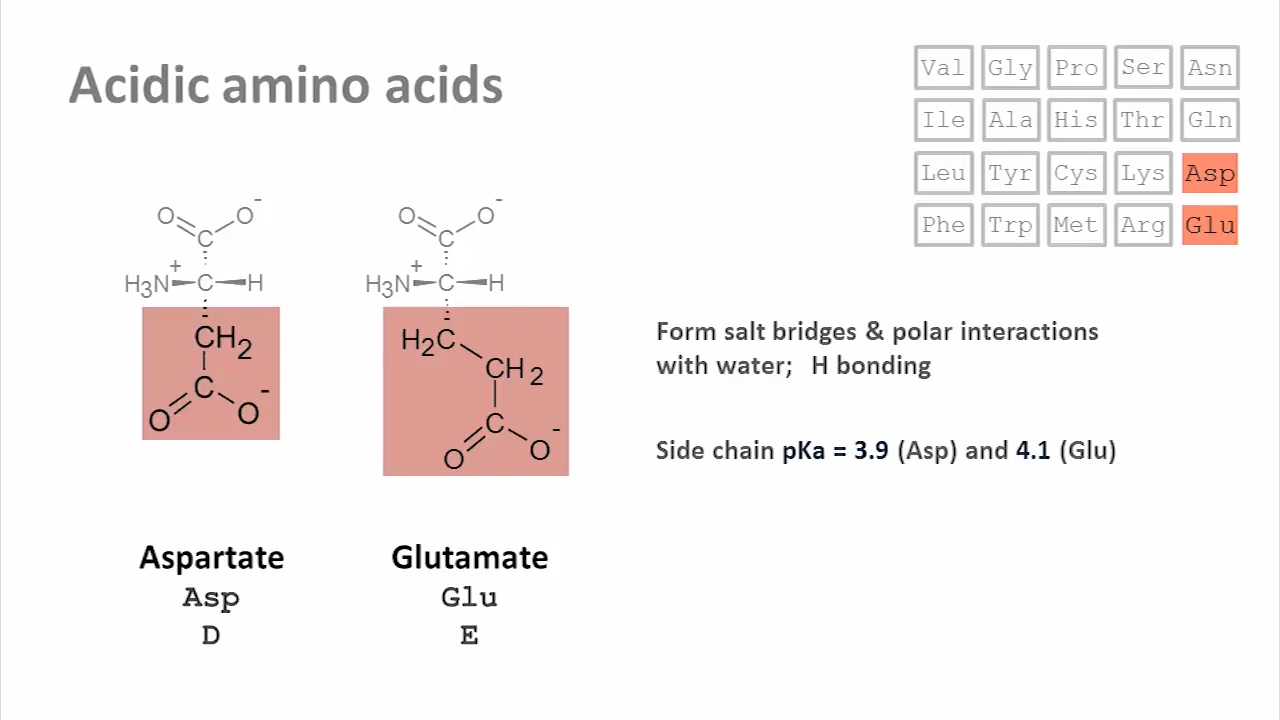 Acidic amino acids
Val Gly Pro Ser Asn
Ile Ala His Thr Gln
Leu Tyr Cys Lys Asp
Phe Trp Met Arg Glu
O O-
C
H3N+ C H
CH2
C
O O-
O O-
C
H3N+ C H
H2C
CH2
C
O O-
Form salt bridges & polar interactions
with water; H bonding
Side chain pKa = 3.9 (Asp) and 4.1 (Glu)
Aspartate
Asp
D
Glutamate
Glu
E